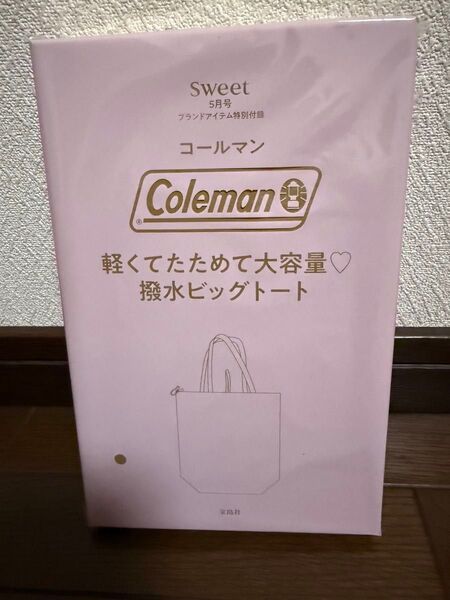 Sweet
5月号
ブランドアイテム特別付録
コールマン
Coleman
®
軽くてたためて大容量♡
撥水ビッグトート
宝島社